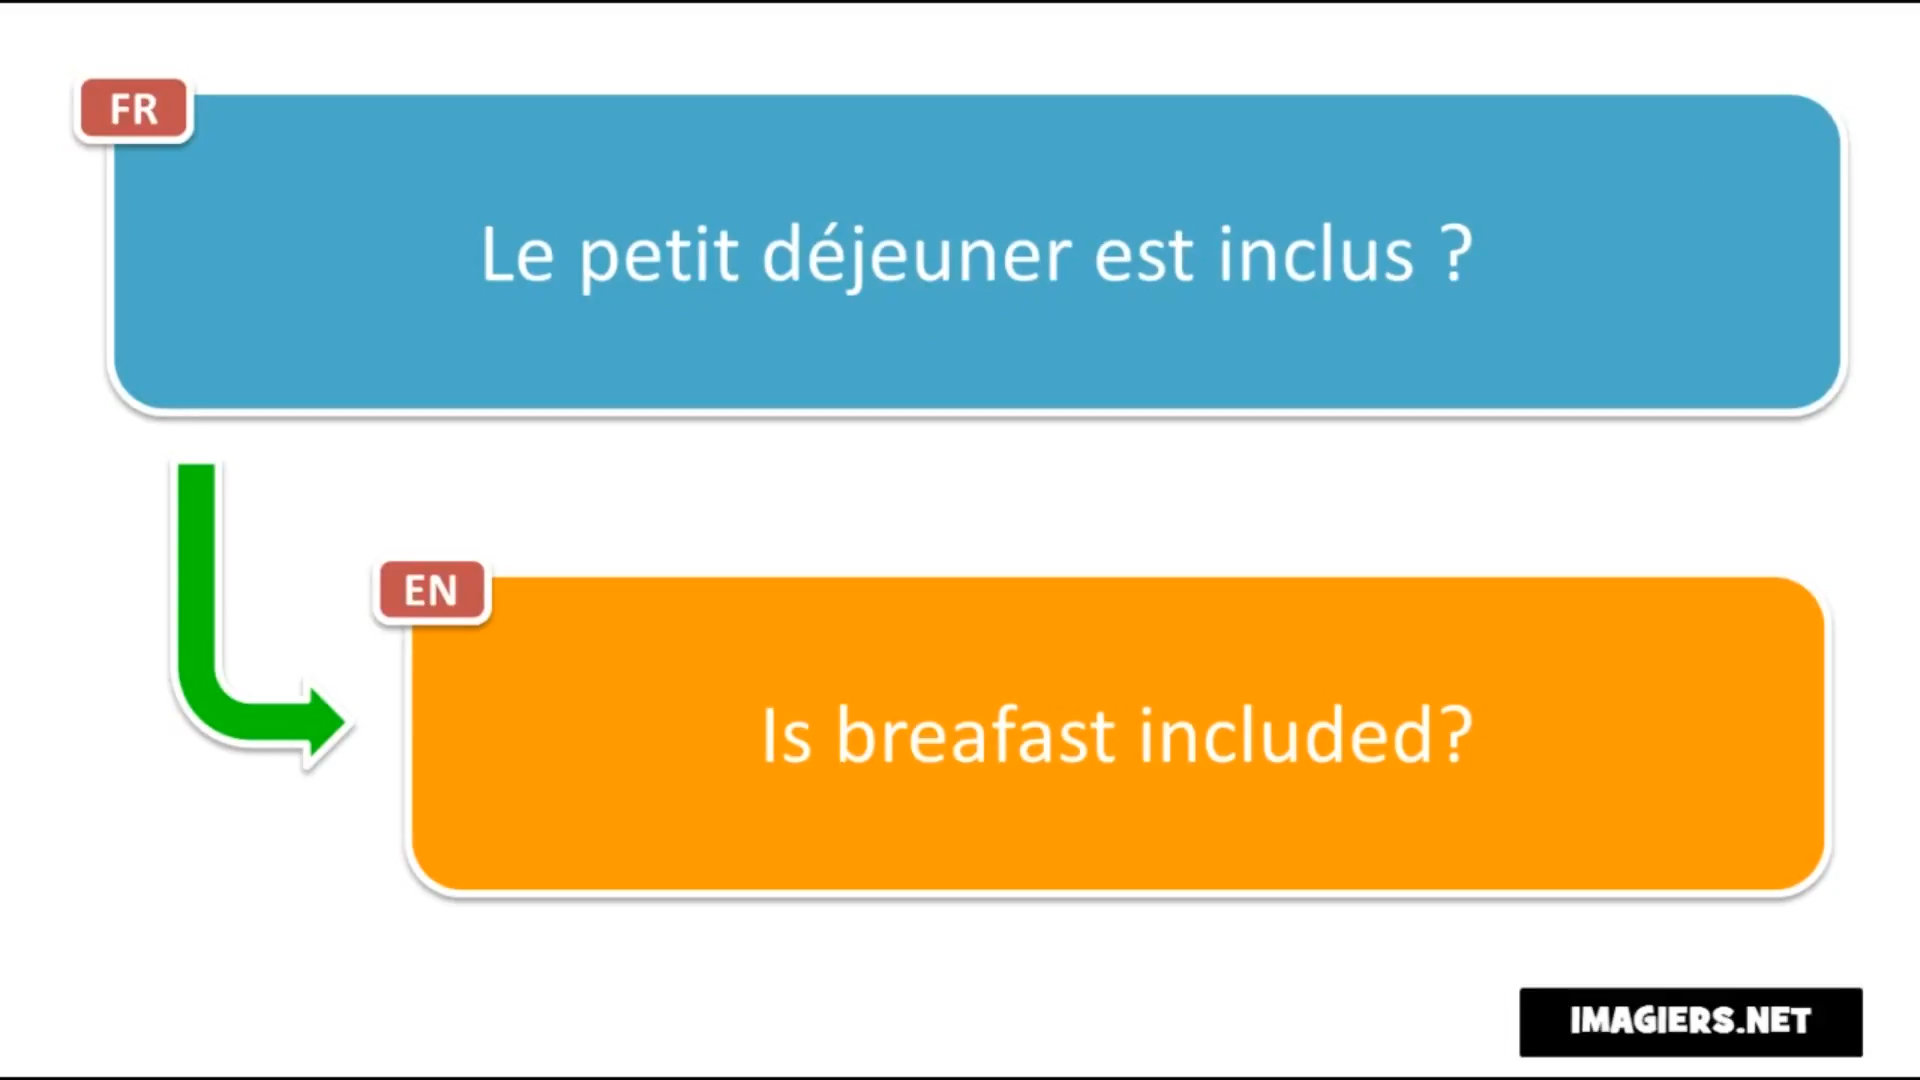 FR
Le petit déjeuner est inclus ?
EN
Is breafast included?
IMAGIERS.NET